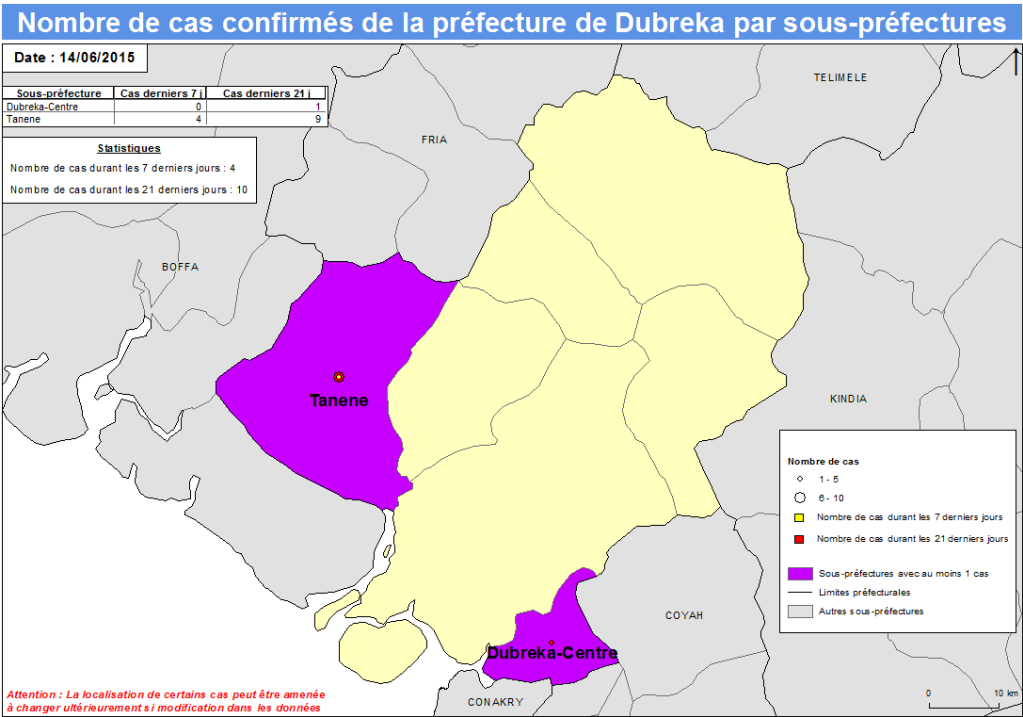 Nombre de cas confirmés de la préfecture de Dubreka par sous-préfectures
Date : 14/06/2015
Sous-préfecture Cas derniers 7 j Cas derniers 21 j
Dubreka-Centre 0 1
Tanene 4 9
Statistiques
Nombre de cas durant les 7 derniers jours : 4
Nombre de cas durant les 21 derniers jours : 10
TELIMELE
FRIA
BOFFA
Tanene
KINDIA
Nombre de cas
1 - 5
6 - 10
Nombre de cas durant les 7 derniers jours
Nombre de cas durant les 21 derniers jours
Sous-préfectures avec au moins 1 cas
Limites préfecturales
Autres sous-préfectures
COYAH
Dubreka-Centre
CONAKRY
0 10 km
Attention : La localisation de certains cas peut être amenée
à changer ultérieurement si modification dans les données